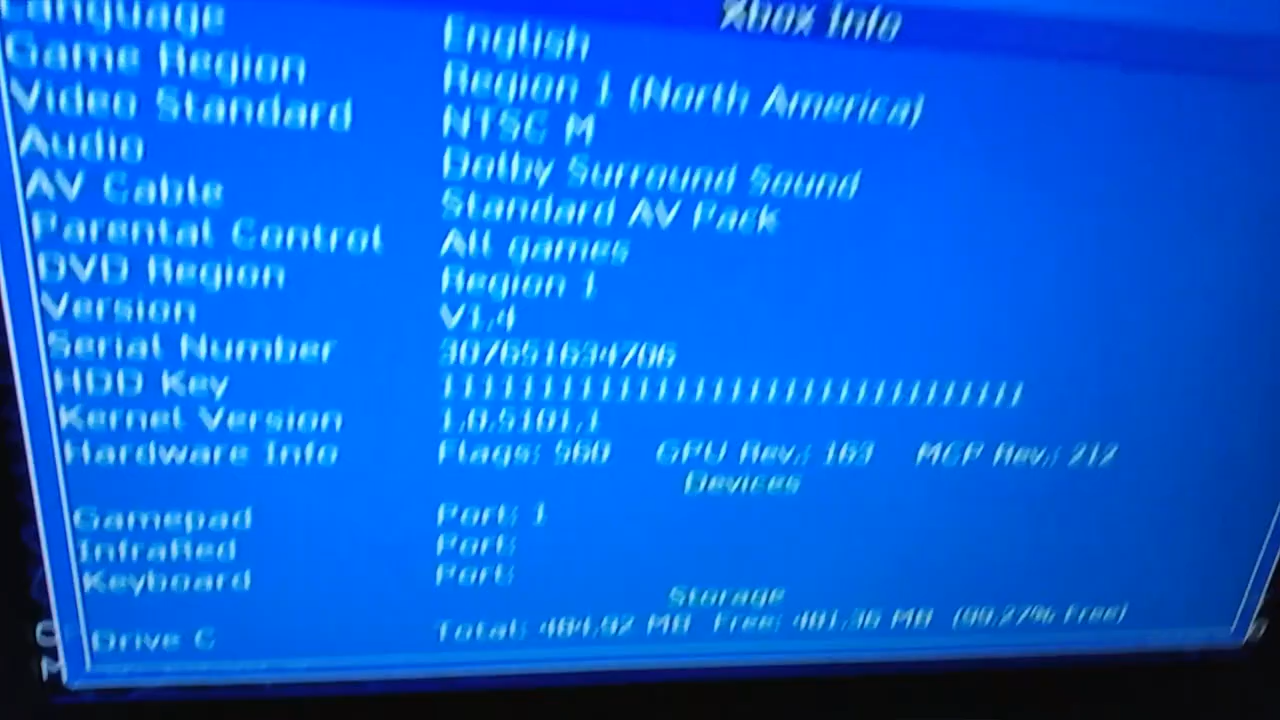 Xbox Info
Language English
Game Region Region 1 (North America)
Video Standard NTSC M
Audio Dolby Surround Sound
AV Cable Standard AV Pack
Parental Control All games
DVD Region Region 1
Version V1.4
Serial Number 307651634706
HDD Key
Kernel Version 1.0.5101.1
Hardware Info Flags: 560 GPU Rev.: 163 MCP Rev.: 212
Devices
Gamepad Port: 1
InfraRed Port:
Keyboard Port:
Storage
Drive C Total: 484.92 MB Free: 481.36 MB (99.27% Free)